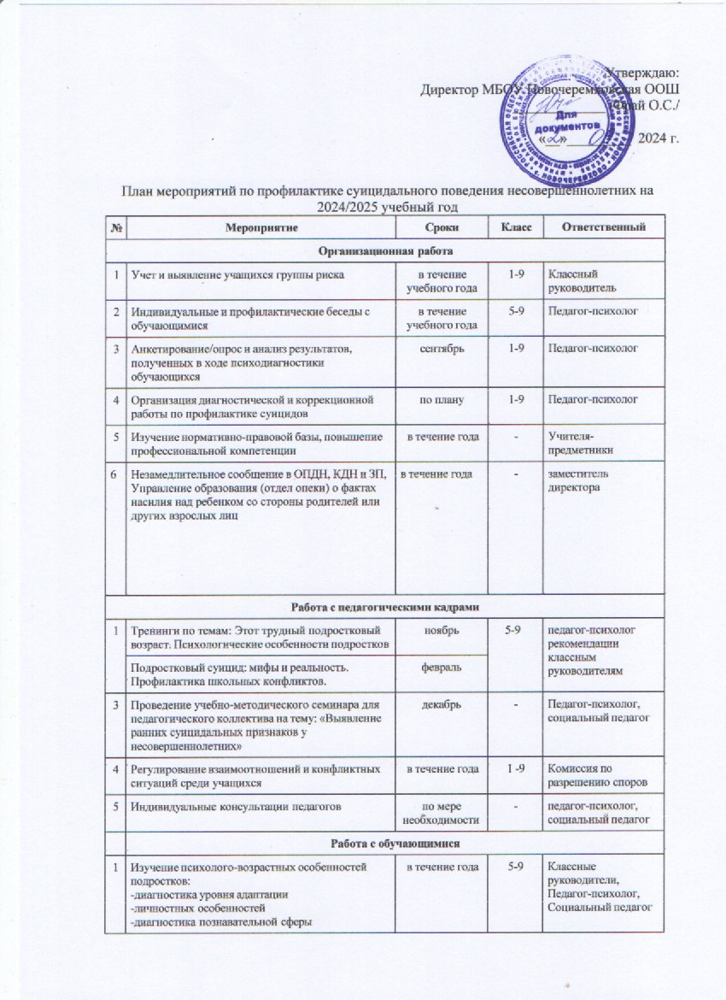 Утверждаю:
Директор МБОУ Новочеремховская ООШ
/Фрай О.С./
«2» 2024 г.
Для
документов
План мероприятий по профилактике суицидального поведения несовершеннолетних на
2024/2025 учебный год
№ Мероприятие Сроки Класс Ответственный
Организационная работа
1 Учет и выявление учащихся группы риска в течение 1-9 Классный
учебного года руководитель
2 Индивидуальные и профилактические беседы с в течение 5-9 Педагог-психолог
обучающимися учебного года
3 Анкетирование/опрос и анализ результатов, сентябрь 1-9 Педагог-психолог
полученных в ходе психодиагностики
обучающихся
4 Организация диагностической и коррекционной по плану 1-9 Педагог-психолог
работы по профилактике суицидов
5 Изучение нормативно-правовой базы, повышение в течение года - Учителя-
профессиональной компетенции предметники
6 Незамедлительное сообщение в ОПДН, КДН и ЗП, в течение года - заместитель
Управление образования (отдел опеки) о фактах директора
насилия над ребенком со стороны родителей или
других взрослых лиц
Работа с педагогическими кадрами
1 Тренинги по темам: Этот трудный подростковый ноябрь 5-9 педагог-психолог
возраст. Психологические особенности подростков рекомендации
классным
Подростковый суицид: мифы и реальность. февраль руководителям
Профилактика школьных конфликтов.
3 Проведение учебно-методического семинара для декабрь - Педагог-психолог,
педагогического коллектива на тему: «Выявление социальный педагог
ранних суицидальных признаков у
несовершеннолетних»
4 Регулирование взаимоотношений и конфликтных в течение года 1 -9 Комиссия по
ситуаций среди учащихся разрешению споров
5 Индивидуальные консультации педагогов по мере - педагог-психолог,
необходимости социальный педагог
Работа с обучающимися
1 Изучение психолого-возрастных особенностей в течение года 5-9 Классные
подростков: руководители,
-диагностика уровня адаптации Педагог-психолог,
-личностных особенностей Социальный педагог
-диагностика познавательной сферы